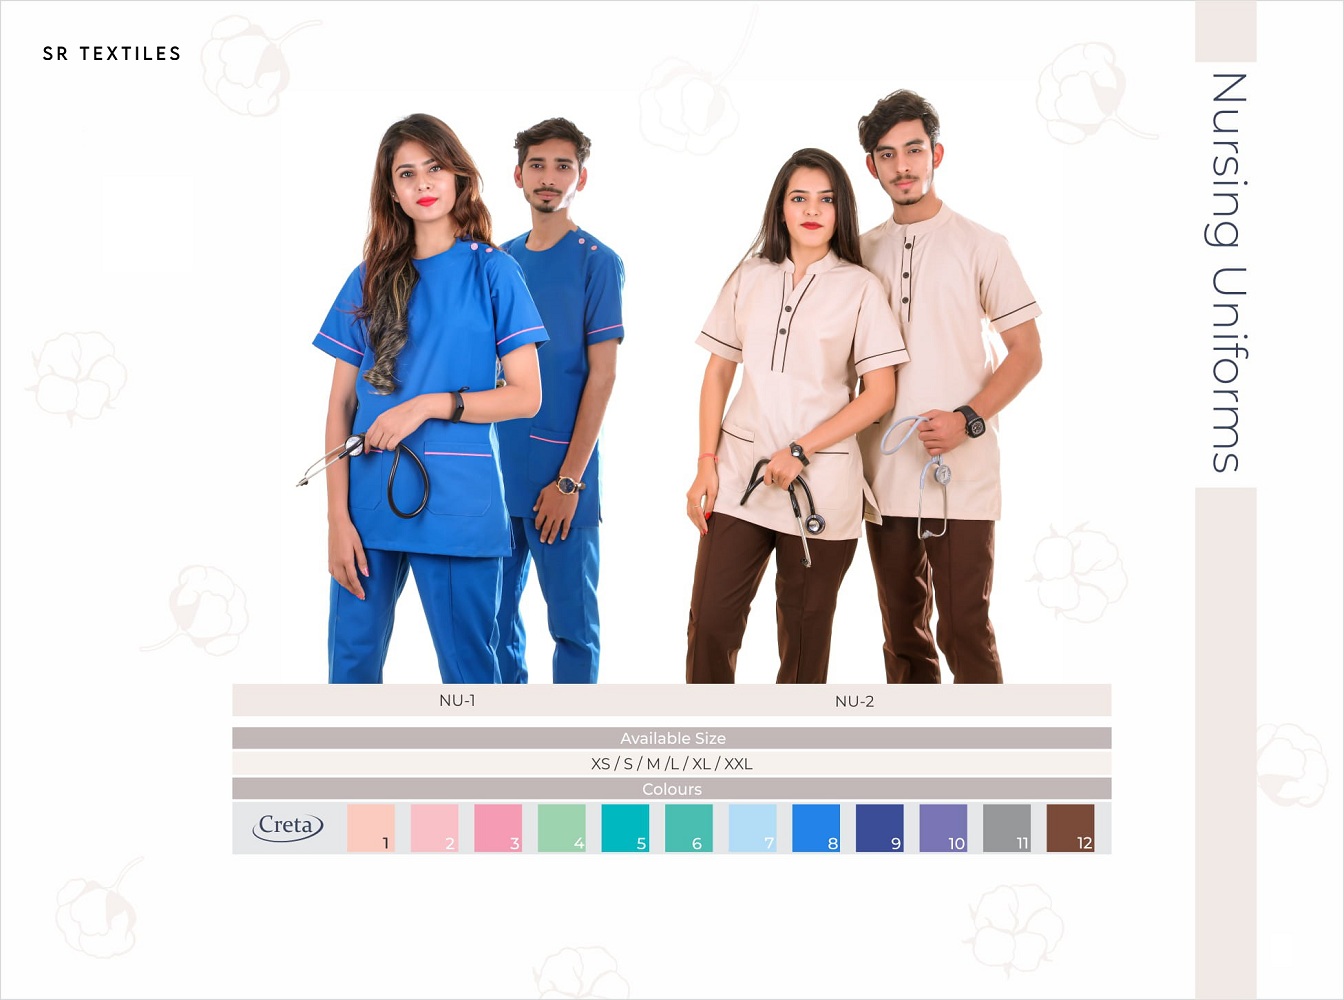 SR TEXTILES
Nursing Uniforms
NU-1
NU-2
Available Size
XS / S / M /L / XL / XXL
Colours
Creta
1 2 3 4 5 6 7 8 9 10 11 12